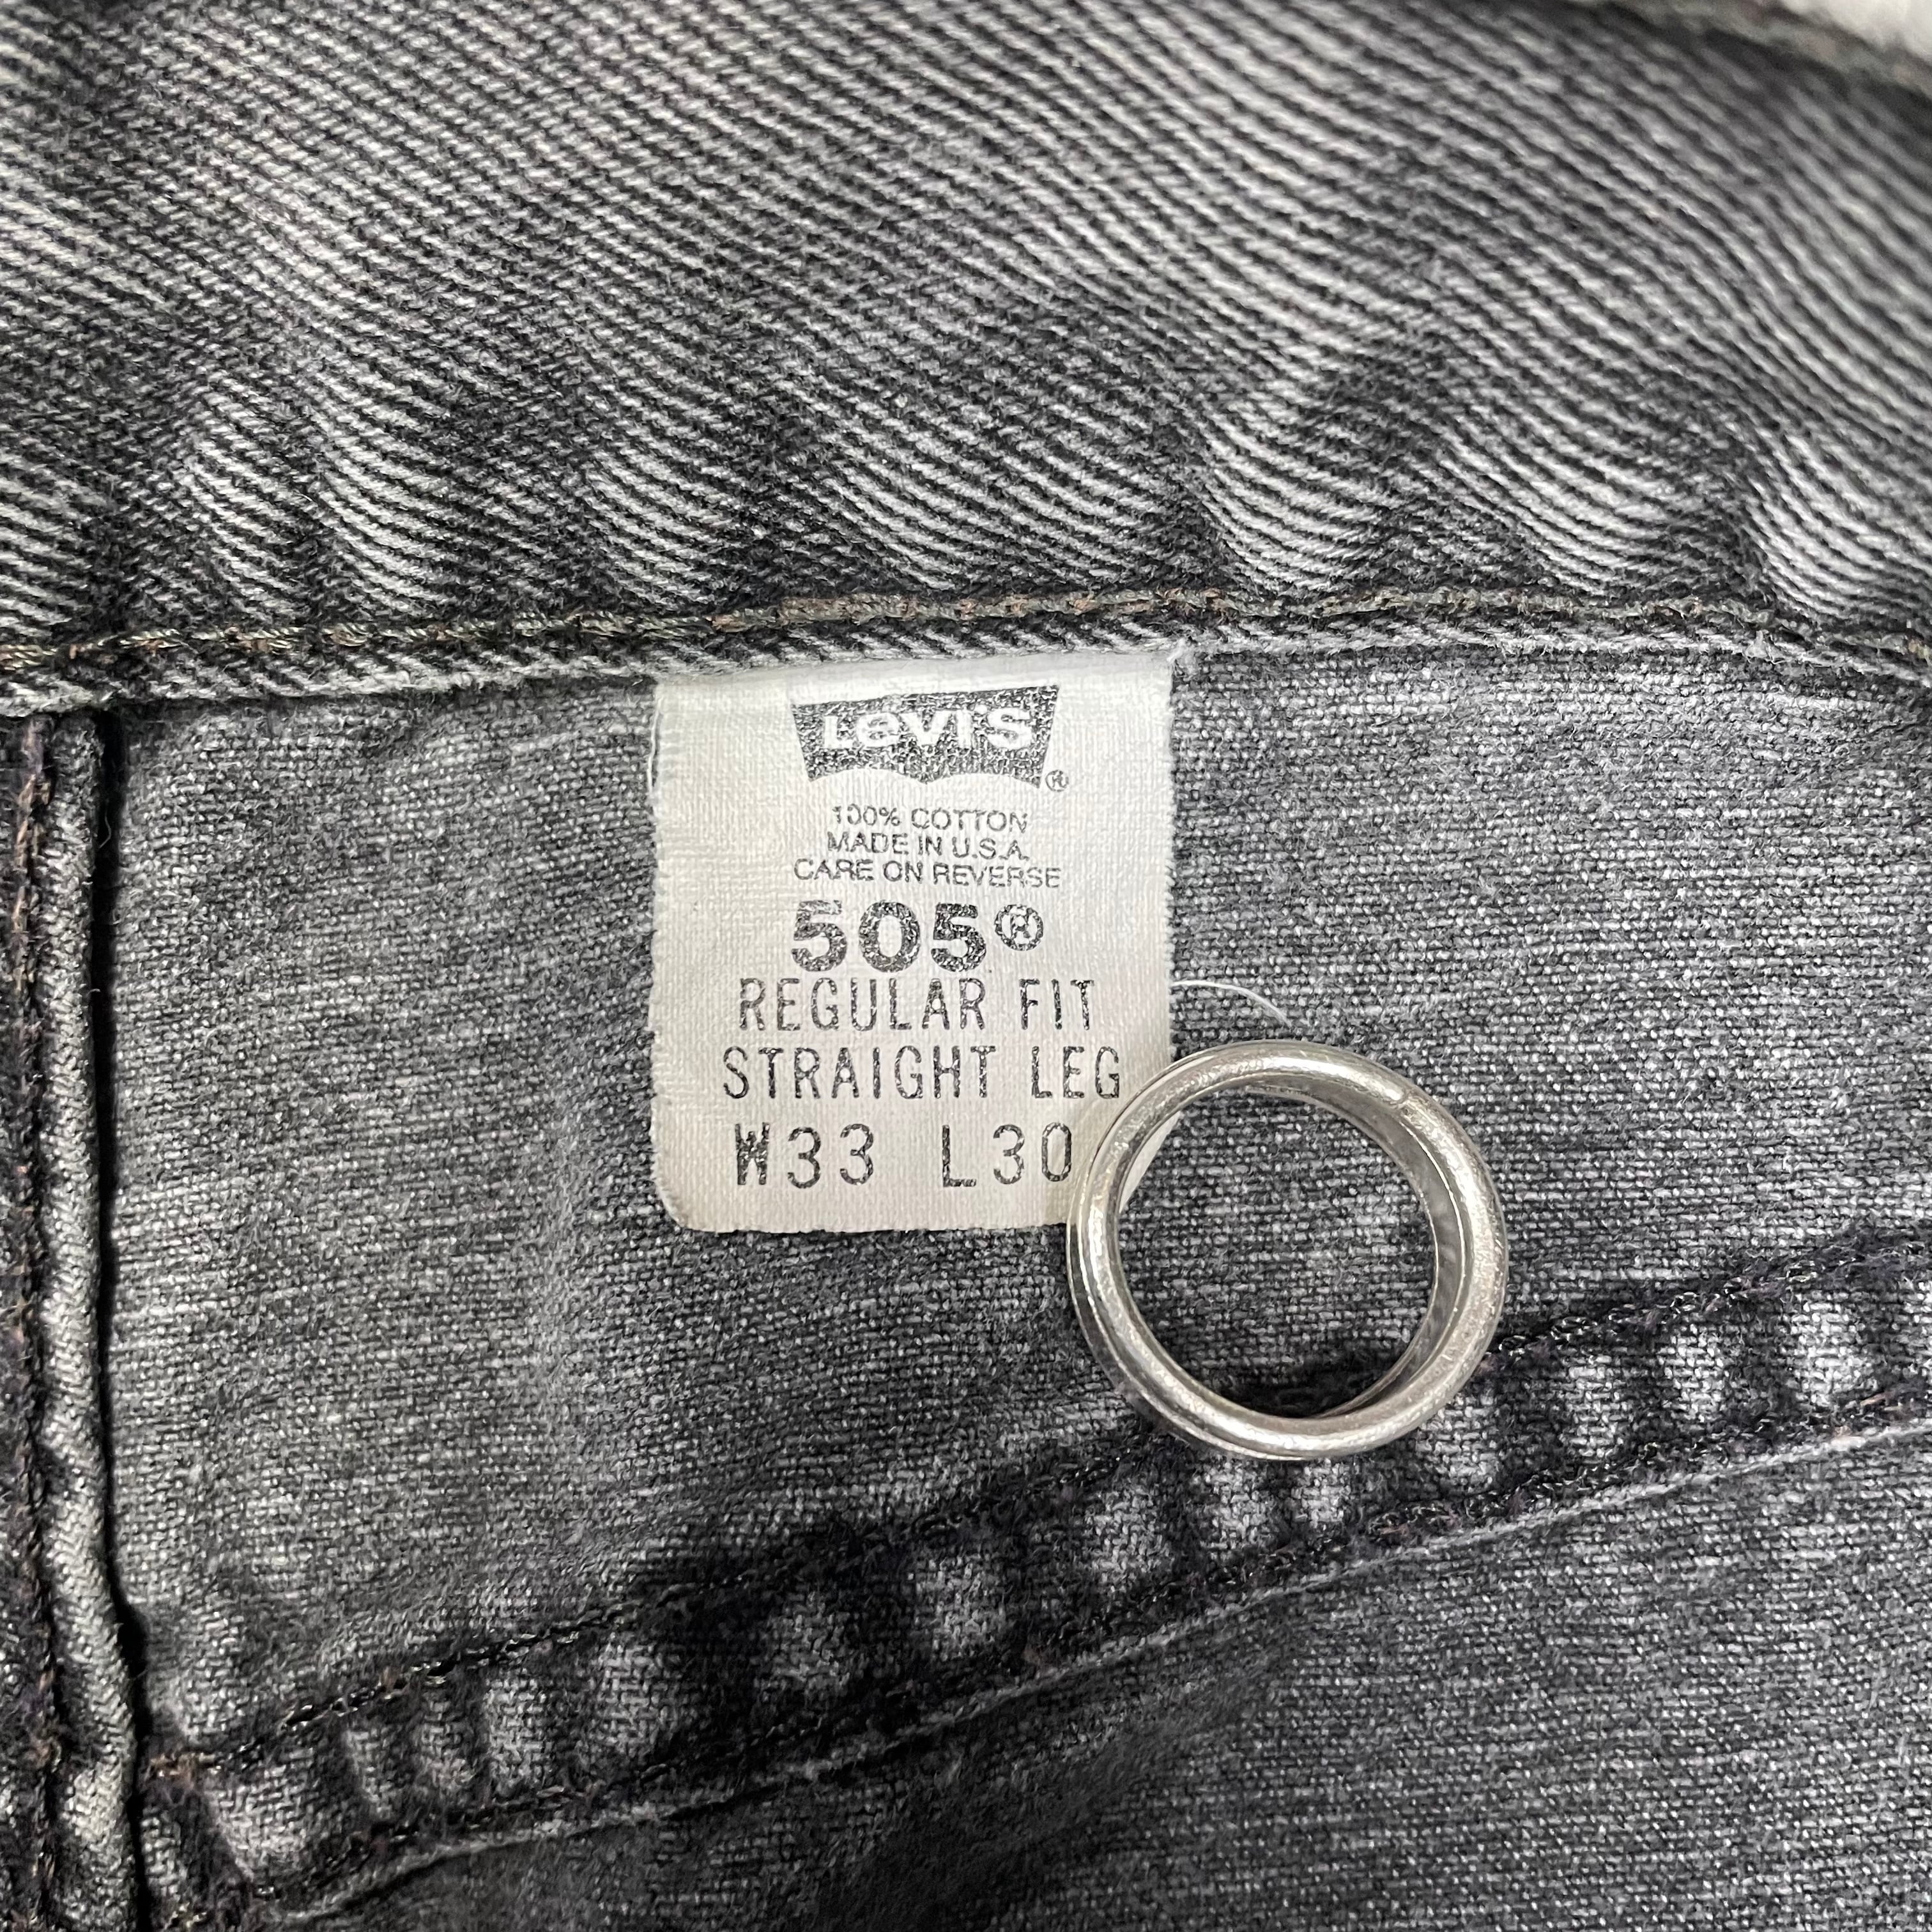 Levi's ®
100% COTTON
MADE IN U.S.A.
CARE ON REVERSE
505®
REGULAR FIT
STRAIGHT LEG
W33 L30